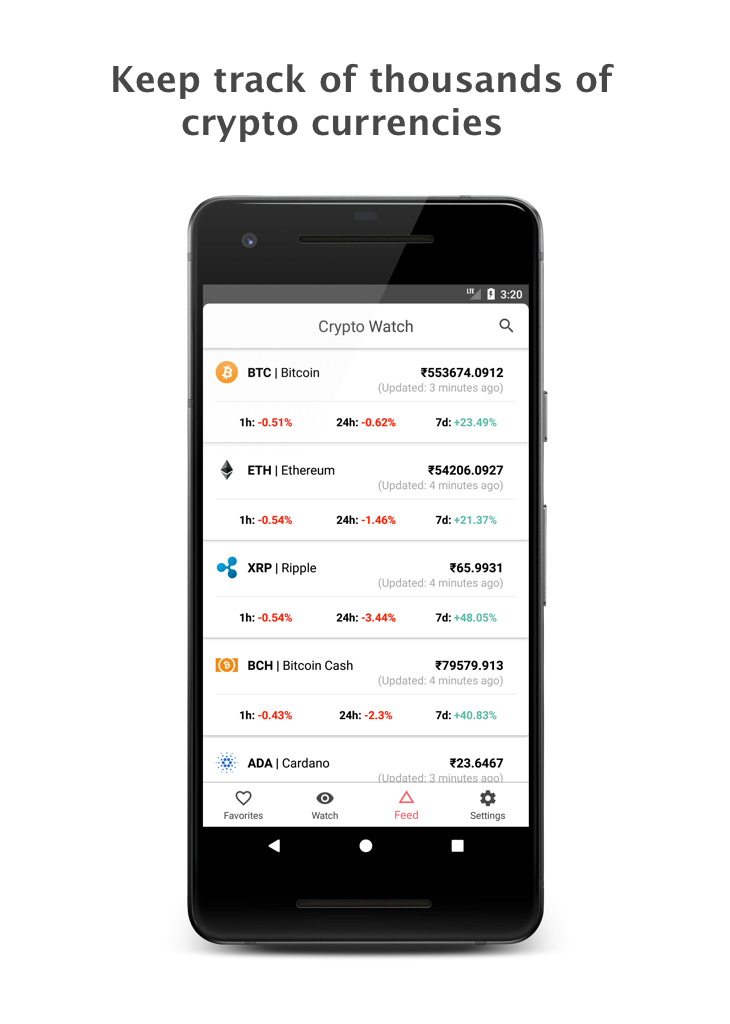 Keep track of thousands of
crypto currencies
LTE 3:20
Crypto Watch
BTC | Bitcoin ₹553674.0912
(Updated: 3 minutes ago)
1h: -0.51% 24h: -0.62% 7d: +23.49%
ETH | Ethereum ₹54206.0927
(Updated: 4 minutes ago)
1h: -0.54% 24h: -1.46% 7d: +21.37%
XRP | Ripple ₹65.9931
(Updated: 4 minutes ago)
1h: -0.54% 24h: -3.44% 7d: +48.05%
BCH | Bitcoin Cash ₹79579.913
(Updated: 4 minutes ago)
1h: -0.43% 24h: -2.3% 7d: +40.83%
ADA | Cardano ₹23.6467
(Updated: 3 minutes ago)
Favorites Watch Feed Settings